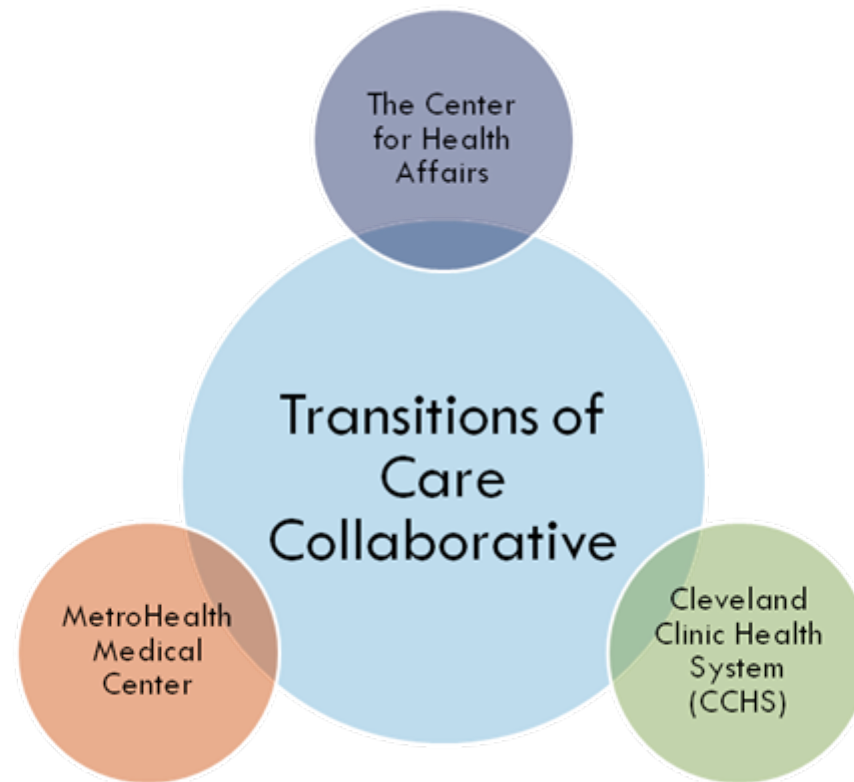 The Center
for Health
Affairs
Transitions of
Care
Collaborative
MetroHealth
Medical
Center
Cleveland
Clinic Health
System
(CCHS)